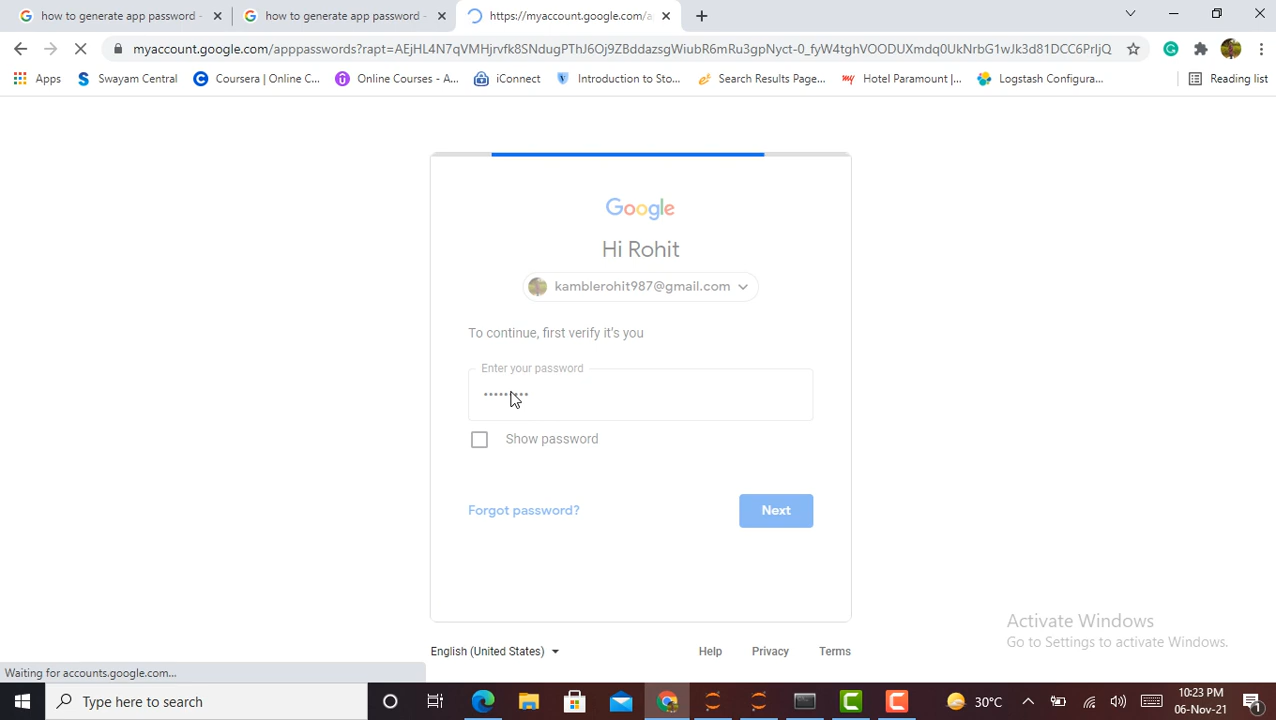 how to generate app password -
how to generate app password -
https://myaccount.google.com/a
myaccount.google.com/apppasswords?rapt=AEjHL4N7qVMHjrvfk8SNdugPThJ6Oj9ZBddazsgWiubR6mRu3gpNyct-0_fyW4tghVOODUXmdq0UkNrbG1wJk3d81DCC6PrIjQ
Apps
Swayam Central
Coursera | Online C...
Online Courses - A...
iConnect
Introduction to Sto...
Search Results Page...
Hotel Paramount |...
Logstash Configura...
Reading list
Google
Hi Rohit
kamblerohit987@gmail.com
To continue, first verify it's you
Enter your password
Show password
Forgot password?
Next
English (United States)
Help
Privacy
Terms
Activate Windows
Go to Settings to activate Windows.
Waiting for accounts.google.com...
Type here to search
30°C
10:23 PM
06-Nov-21
1